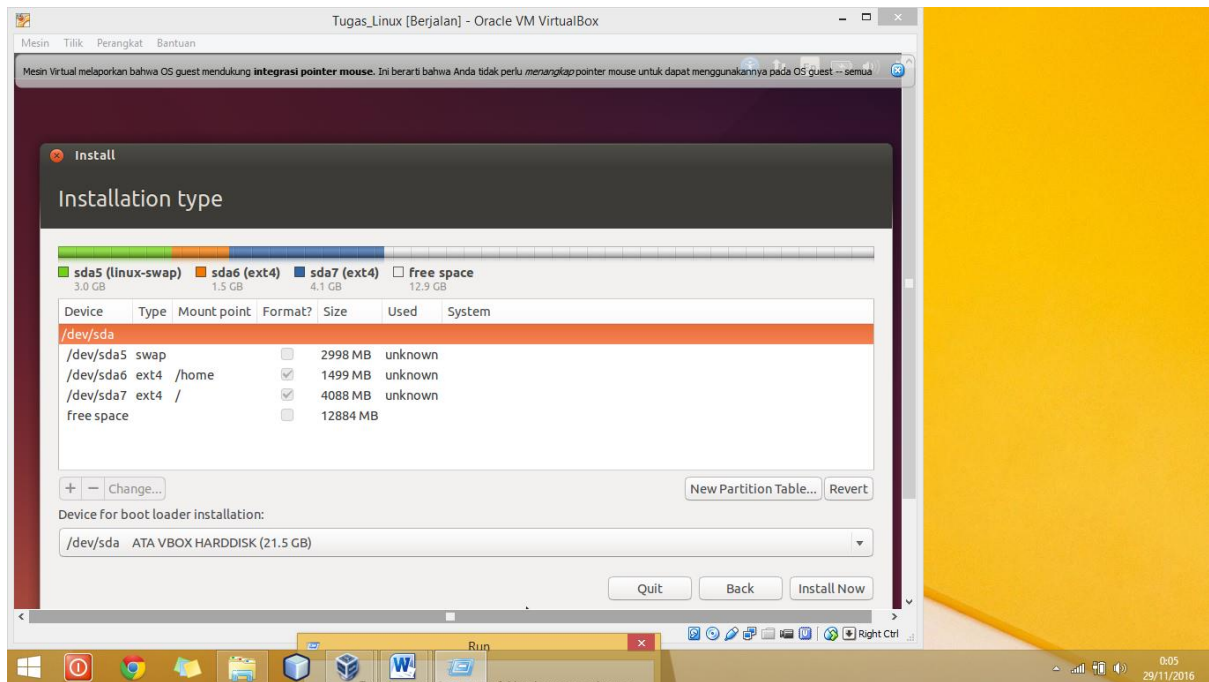 Tugas_Linux [Berjalan] - Oracle VM VirtualBox
Mesin Tilik Perangkat Bantuan
Mesin Virtual melaporkan bahwa OS guest mendukung integrasi pointer mouse. Ini berarti bahwa Anda tidak perlu menangkap pointer mouse untuk dapat menggunakannya pada OS guest -- semua
Install
Installation type
sda5 (linux-swap) sda6 (ext4) sda7 (ext4) free space
3.0 GB 1.5 GB 4.1 GB 12.9 GB
Device Type Mount point Format? Size Used System
/dev/sda
/dev/sda5 swap 2998 MB unknown
/dev/sda6 ext4 /home 1499 MB unknown
/dev/sda7 ext4 / 4088 MB unknown
free space 12884 MB
+ − Change... New Partition Table... Revert
Device for boot loader installation:
/dev/sda ATA VBOX HARDDISK (21.5 GB)
Quit Back Install Now
Right Ctrl
Run
0:05
29/11/2016